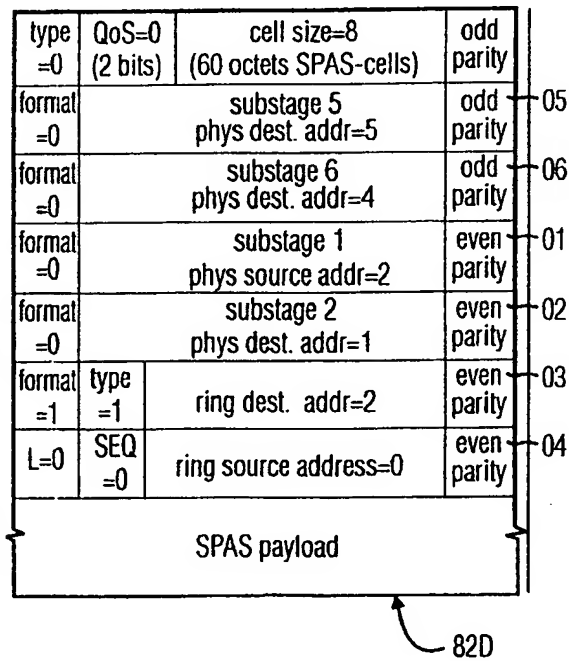 type QoS=0 cell size=8 odd
=0 (2 bits) (60 octets SPAS-cells) parity
format substage 5 odd 05
=0 phys dest. addr=5 parity
format substage 6 odd 06
=0 phys dest. addr=4 parity
format substage 1 even 01
=0 phys source addr=2 parity
format substage 2 even 02
=0 phys dest. addr=1 parity
format type ring dest. addr=2 even 03
=1 =1 parity
L=0 SEQ ring source address=0 even 04
=0 parity
SPAS payload
82D